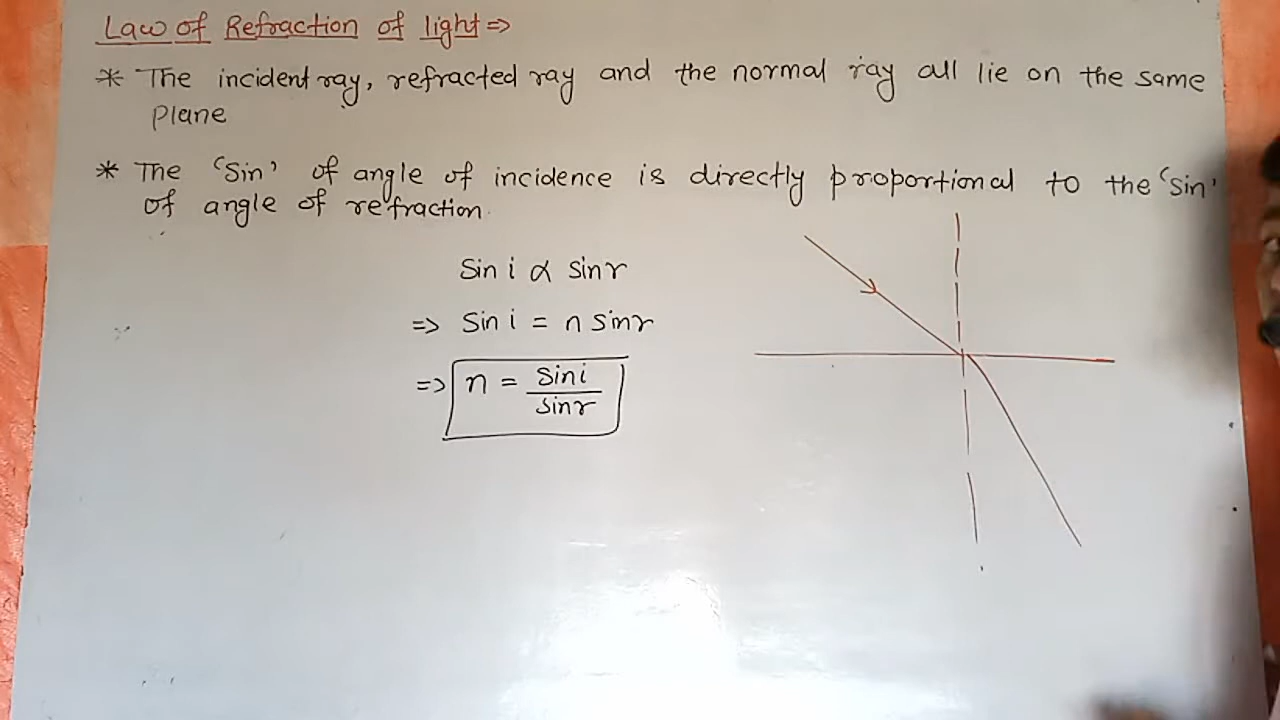 Law of Refraction of light ⇒
* The incident ray, refracted ray and the normal ray all lie on the same
plane
* The 'Sin' of angle of incidence is directly proportional to the 'Sin'
of angle of refraction.
Sin i ∝ Sin r
=> Sin i = n Sin r
=> n = Sin i / Sin r